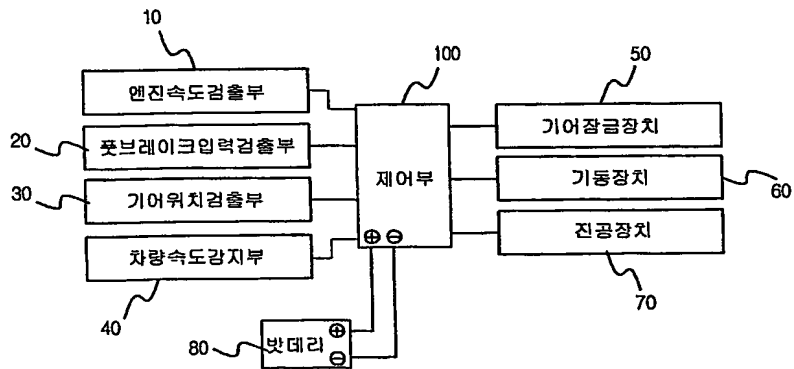 10
엔진속도검출부
20
풋브레이크입력검출부
30
기어위치검출부
차량속도감지부
40
100
제어부
⊕ ⊖
50
기어잠금장치
기동장치
60
진공장치
70
80
밧데리
⊕
⊖